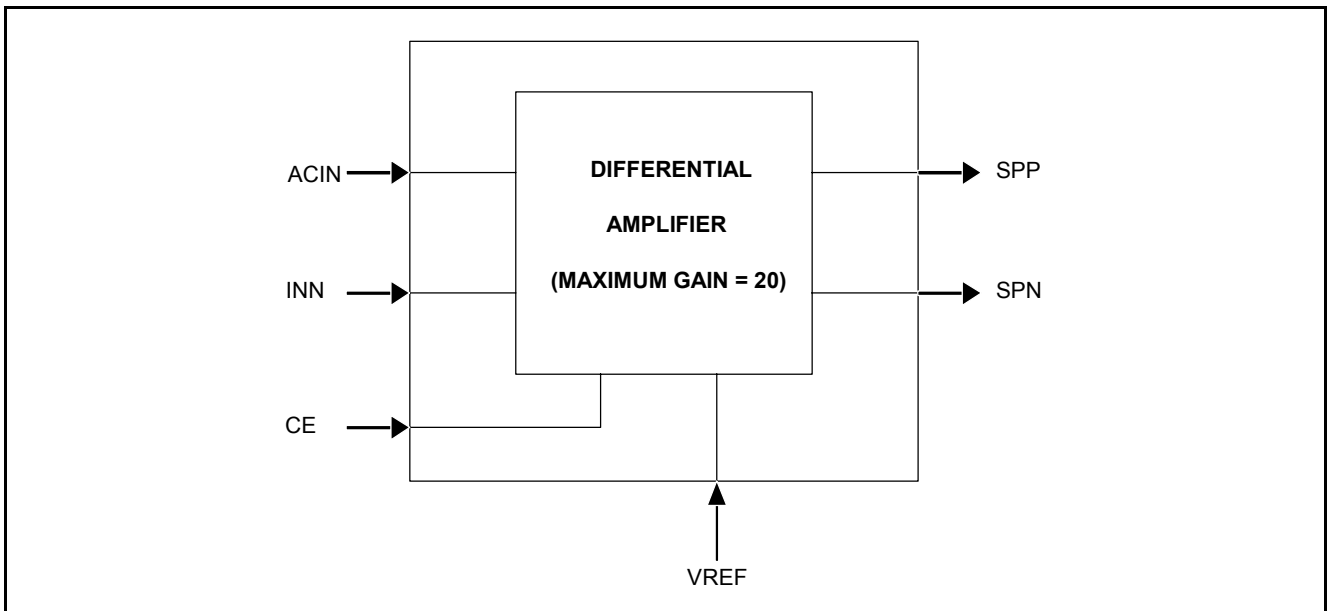 ACIN
INN
CE
DIFFERENTIAL
AMPLIFIER
(MAXIMUM GAIN = 20)
SPP
SPN
VREF